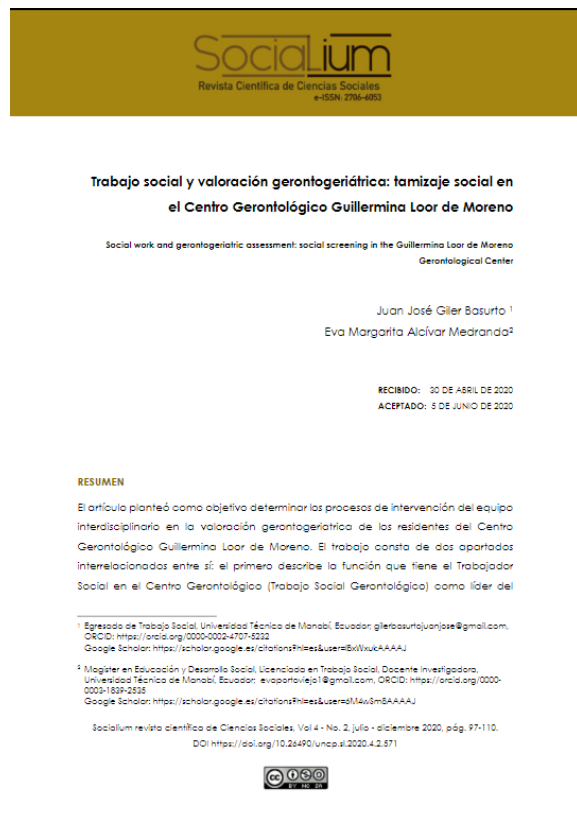 Socialium
Revista Científica de Ciencias Sociales
e-ISSN: 2706-6053
Trabajo social y valoración gerontogeriátrica: tamizaje social en
el Centro Gerontológico Guillermina Loor de Moreno
Social work and gerontogeriatric assessment: social screening in the Guillermina Loor de Moreno
Gerontological Center
Juan José Giler Basurto 1
Eva Margarita Alcívar Medranda2
RECIBIDO: 30 DE ABRIL DE 2020
ACEPTADO: 5 DE JUNIO DE 2020
RESUMEN
El artículo planteó como objetivo determinar los procesos de intervención del equipo
interdisciplinario en la valoración gerontogeriatrica de los residentes del Centro
Gerontológico Guillermina Loor de Moreno. El trabajo consta de dos apartados
interrelacionados entre sí: el primero describe la función que tiene el Trabajador
Social en el Centro Gerontológico (Trabajo Social Gerontológico) como líder del
1 Egresado de Trabajo Social, Universidad Técnica de Manabí, Ecuador; gilerbasurtojuanjose@gmail.com,
ORCID: https://orcid.org/0000-0002-4707-5232
Google Scholar: https://scholar.google.es/citations?hl=es&user=IBxWxukAAAAJ
2 Magíster en Educación y Desarrollo Social, Licenciada en Trabajo Social, Docente Investigadora,
Universidad Técnica de Manabí, Ecuador; evaportoviejo1@gmail.com, ORCID: https://orcid.org/0000-
0003-1839-2535
Google Scholar: https://scholar.google.es/citations?hl=es&user=6M4wSm8AAAAJ
Socialium revista científica de Ciencias Sociales, Vol 4 - No. 2, julio - diciembre 2020, pág. 97-110.
DOI https://doi.org/10.26490/uncp.sl.2020.4.2.571
cc
BY NC SA